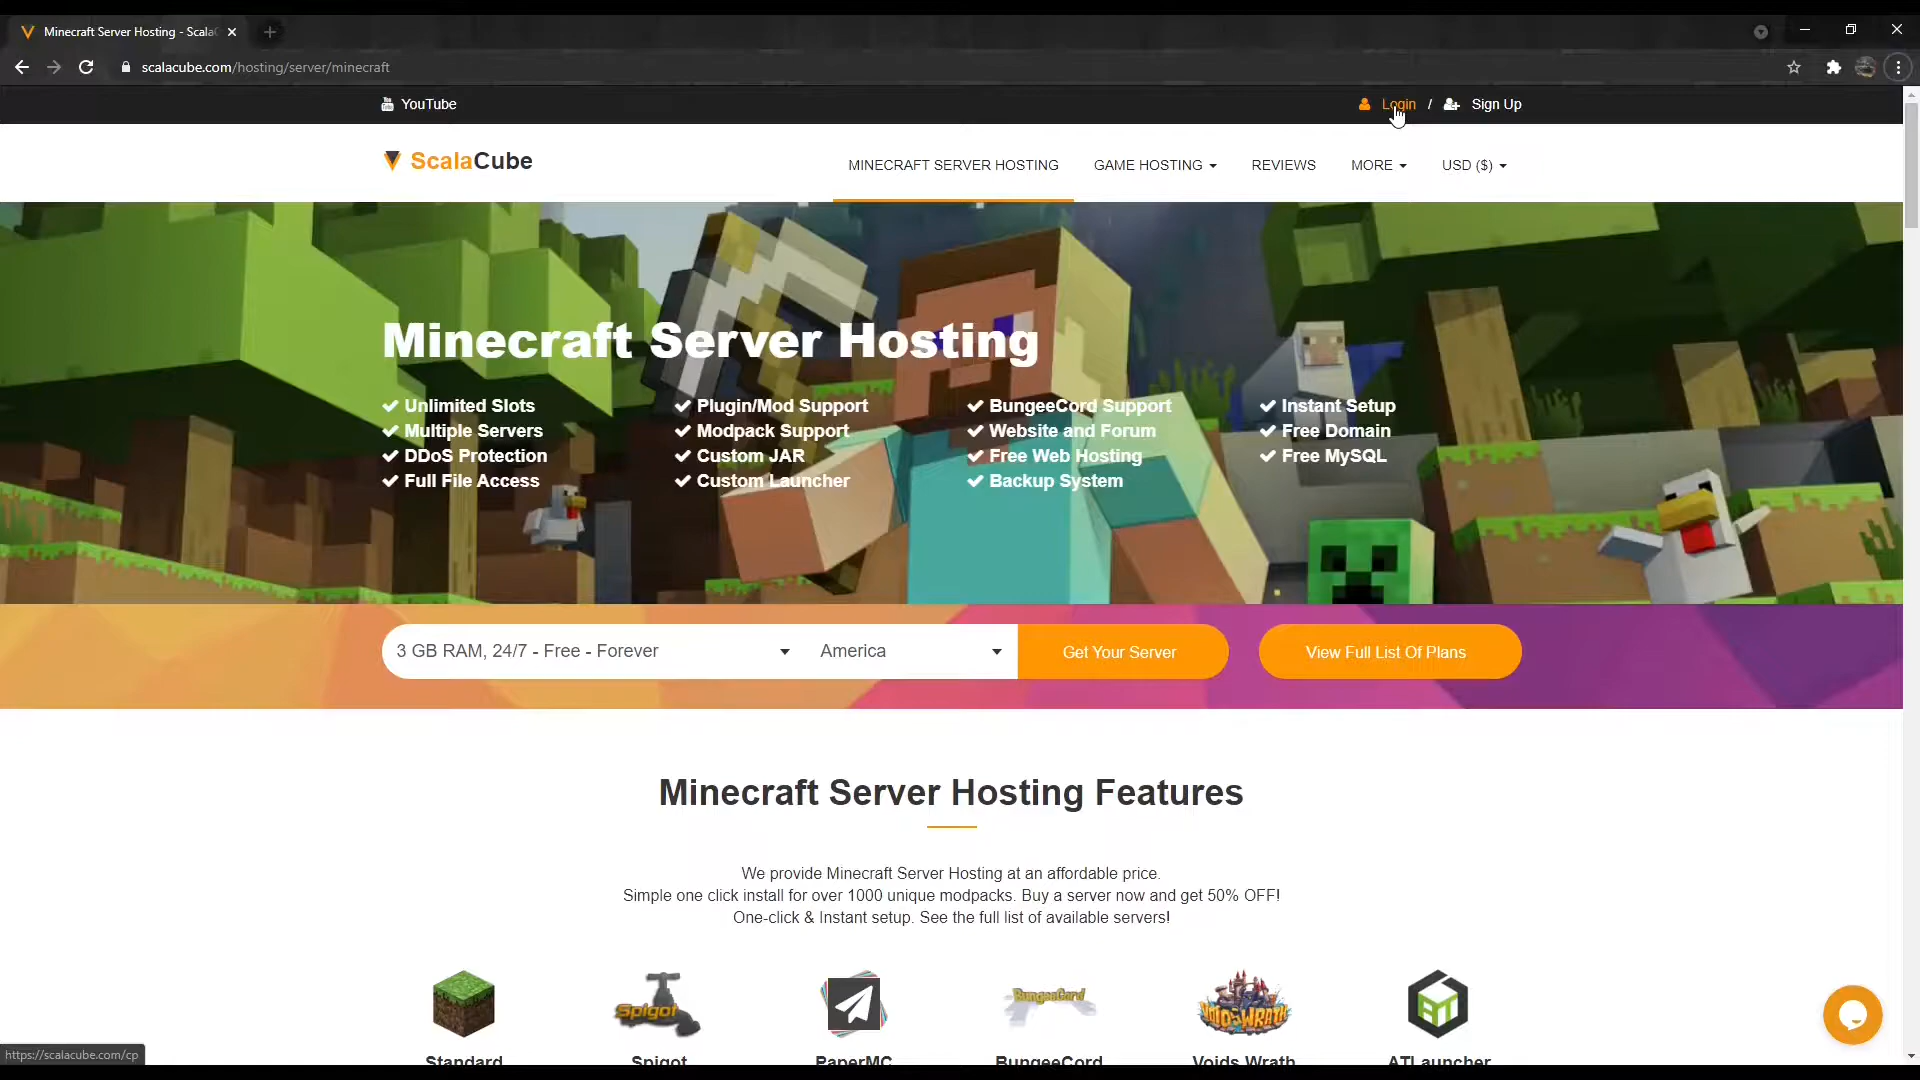 Minecraft Server Hosting - Scala
scalacube.com/hosting/server/minecraft
YouTube
Login / Sign Up
ScalaCube
MINECRAFT SERVER HOSTING GAME HOSTING REVIEWS MORE USD ($)
Minecraft Server Hosting
Unlimited Slots Plugin/Mod Support BungeeCord Support Instant Setup
Multiple Servers Modpack Support Website and Forum Free Domain
DDoS Protection Custom JAR Free Web Hosting Free MySQL
Full File Access Custom Launcher Backup System
3 GB RAM, 24/7 - Free - Forever America Get Your Server View Full List Of Plans
Minecraft Server Hosting Features
We provide Minecraft Server Hosting at an affordable price.
Simple one click install for over 1000 unique modpacks. Buy a server now and get 50% OFF!
One-click & Instant setup. See the full list of available servers!
Spigot BungeeCord VOIDSWRATH
Standard Spigot PaperMC BungeeCord Voids Wrath ATLauncher
https://scalacube.com/cp